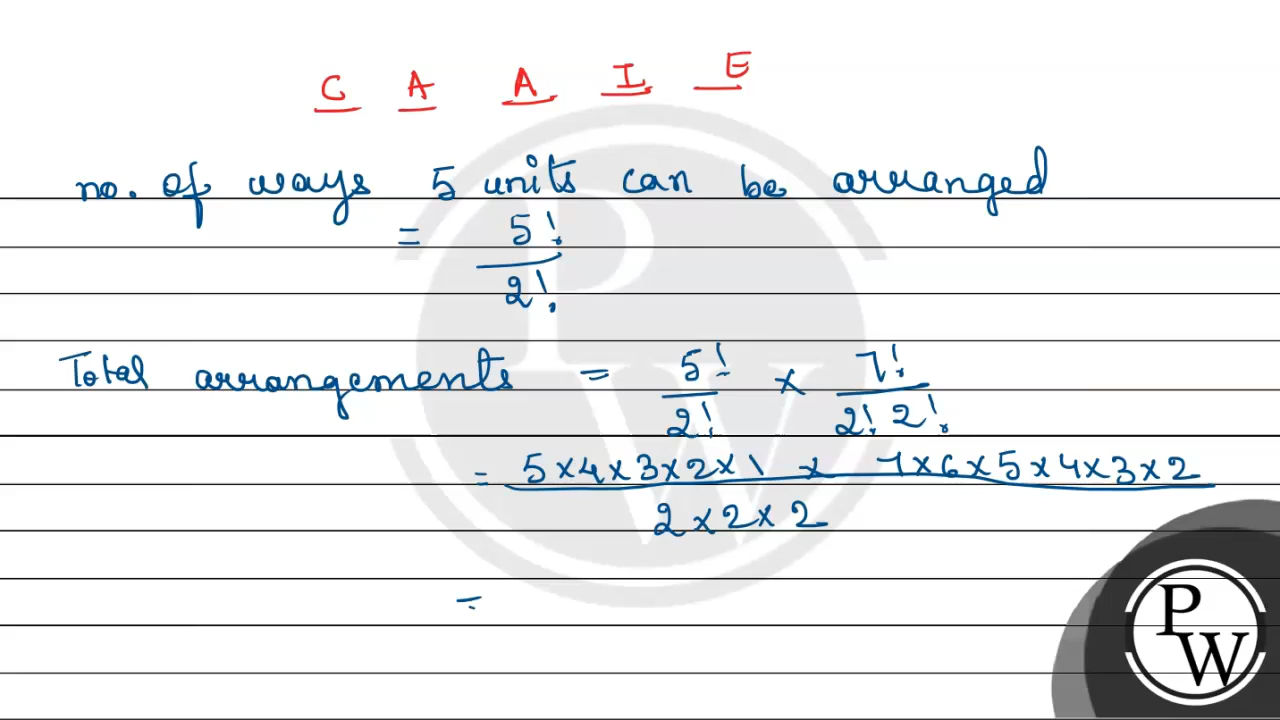 C A A I E
no. of ways 5 units can be arranged
= 5!/2!
Total arrangements = 5!/2! × 7!/2! 2!
= 5×4×3×2×1 × 7×6×5×4×3×2 / 2×2×2
=
PW
PW